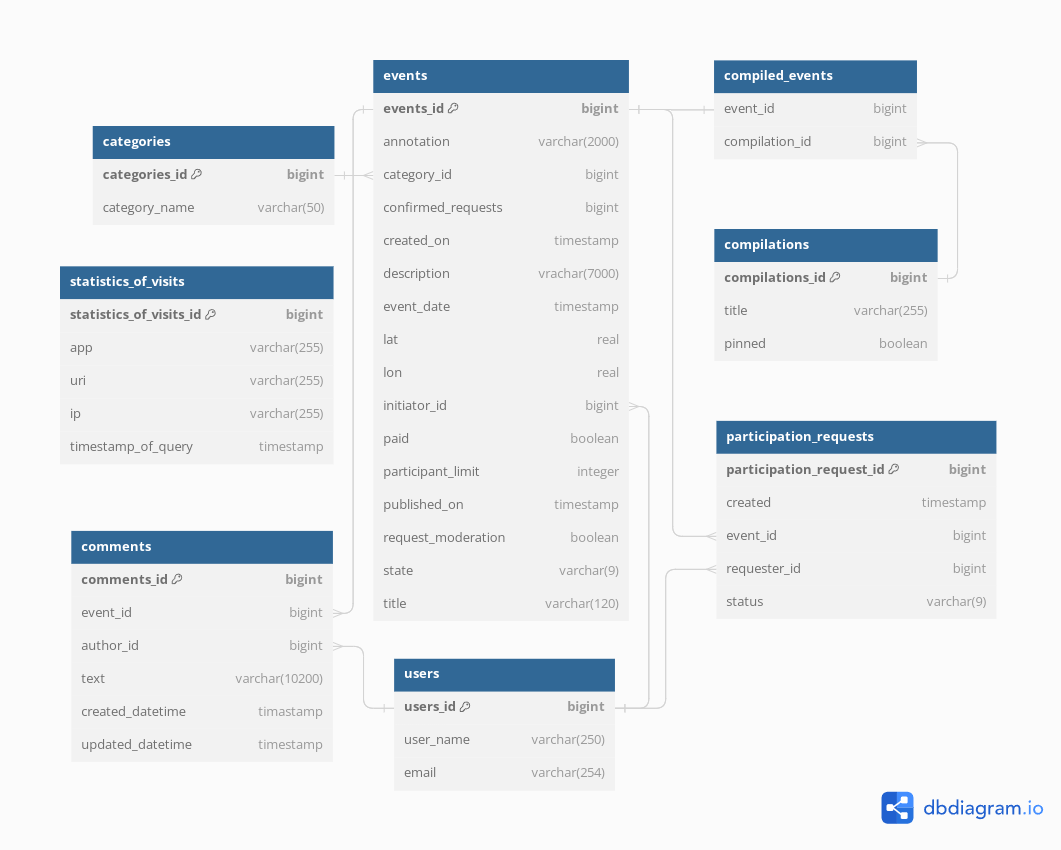 events
events_id bigint
annotation varchar(2000)
category_id bigint
confirmed_requests bigint
created_on timestamp
description vrachar(7000)
event_date timestamp
lat real
lon real
initiator_id bigint
paid boolean
participant_limit integer
published_on timestamp
request_moderation boolean
state varchar(9)
title varchar(120)
compiled_events
event_id bigint
compilation_id bigint
categories
categories_id bigint
category_name varchar(50)
compilations
compilations_id bigint
title varchar(255)
pinned boolean
statistics_of_visits
statistics_of_visits_id bigint
app varchar(255)
uri varchar(255)
ip varchar(255)
timestamp_of_query timestamp
participation_requests
participation_request_id bigint
created timestamp
event_id bigint
requester_id bigint
status varchar(9)
comments
comments_id bigint
event_id bigint
author_id bigint
text varchar(10200)
created_datetime timastamp
updated_datetime timestamp
users
users_id bigint
user_name varchar(250)
email varchar(254)
dbdiagram.io